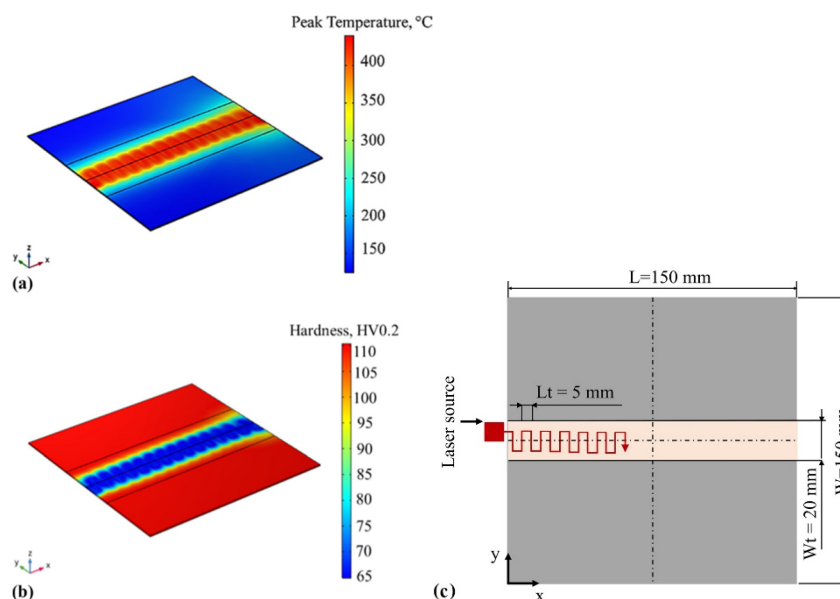 Peak Temperature, °C
400
350
300
250
200
150
z
y
x
(a)
Hardness, HV0.2
110
105
100
95
90
85
80
75
70
65
z
y
x
(b)
L=150 mm
Lt = 5 mm
Laser source
Wt = 20 mm
y
x
(c)